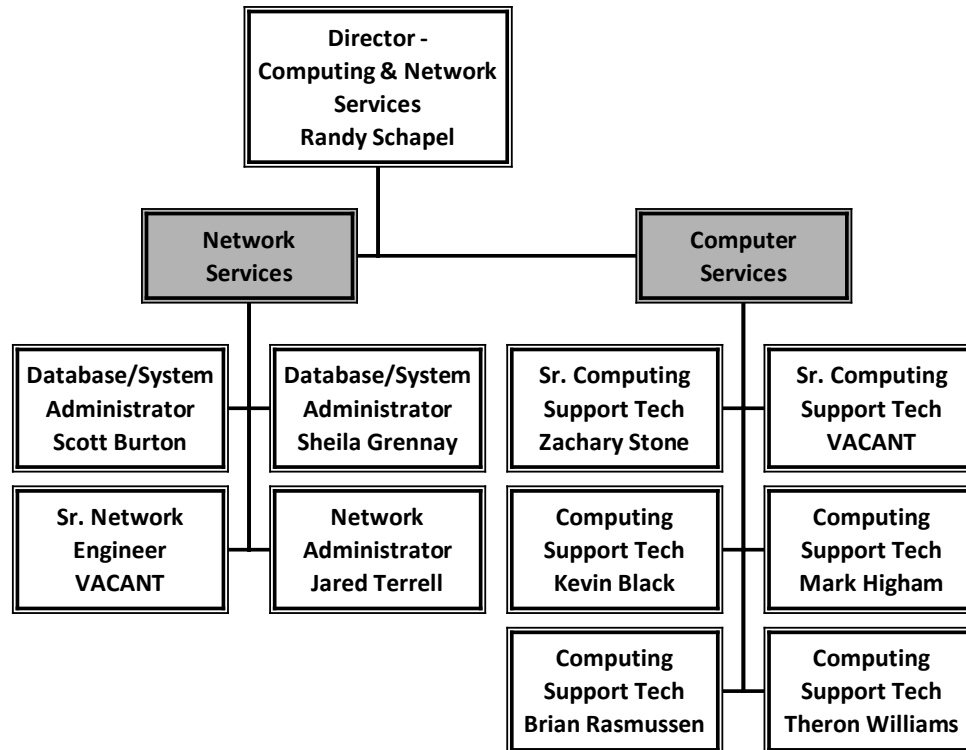 Director -
Computing & Network
Services
Randy Schapel
Network
Services
Computer
Services
Database/System
Administrator
Scott Burton
Database/System
Administrator
Sheila Grennay
Sr. Computing
Support Tech
Zachary Stone
Sr. Computing
Support Tech
VACANT
Sr. Network
Engineer
VACANT
Network
Administrator
Jared Terrell
Computing
Support Tech
Kevin Black
Computing
Support Tech
Mark Higham
Computing
Support Tech
Brian Rasmussen
Computing
Support Tech
Theron Williams